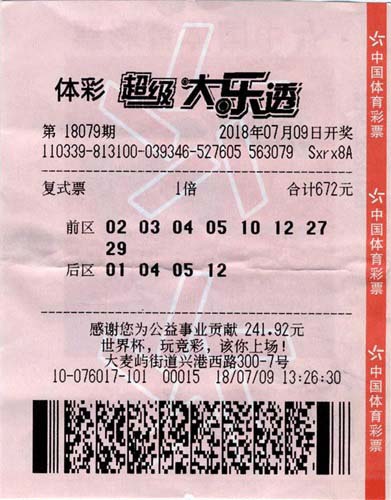 体彩 超级大乐透
第 18079期 2018年07月09日开奖
110339-813100-039346-527605 563079 Sxrx8A
复式票 1倍 合计672元
前区 02 03 04 05 10 12 27
29
后区 01 04 05 12
感谢您为公益事业贡献 241.92元
世界杯，玩竞彩，该你上场！
大麦屿街道兴港西路300-7号
10-076017-101 00015 18/07/09 13:26:30
中国体育彩票
中国体育彩票
中国体育彩票